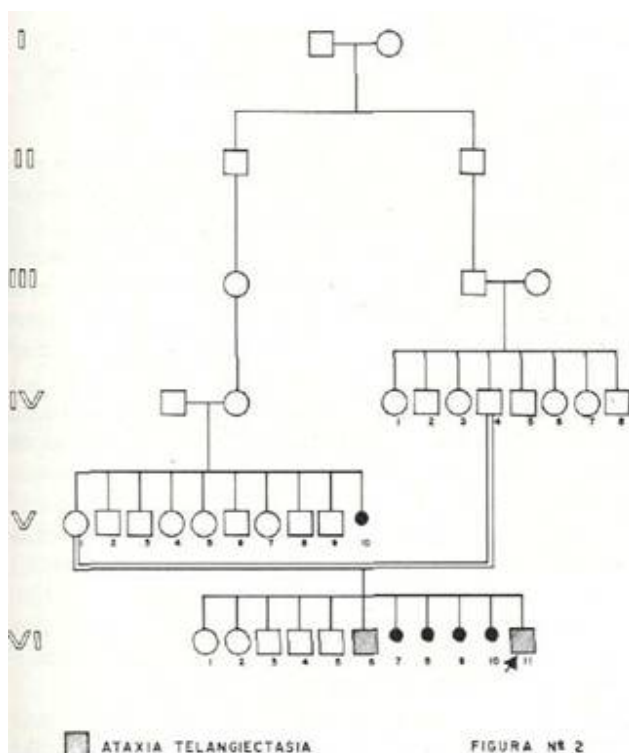 I
II
III
IV
1 2 3 4 5 6 7 8
V
1 2 3 4 5 6 7 8 9 10
VI
1 2 3 4 5 6 7 8 9 10 11
ATAXIA TELANGIECTASIA FIGURA Nº 2